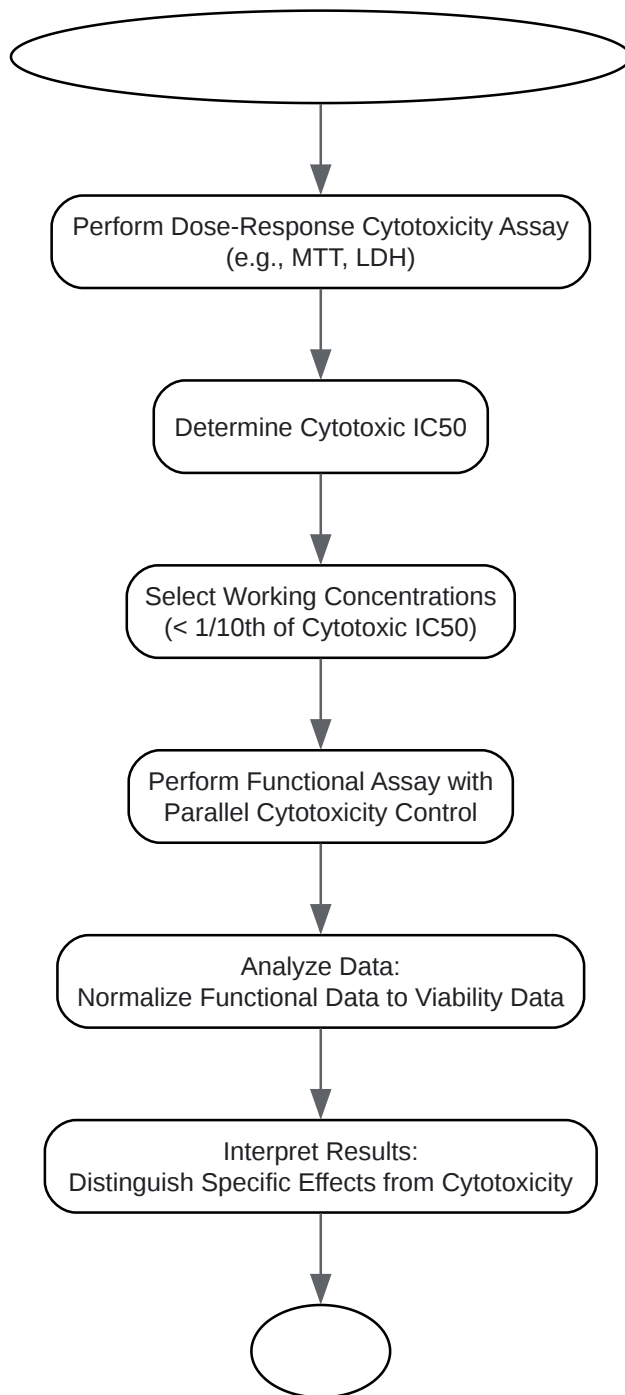 Perform Dose-Response Cytotoxicity Assay
(e.g., MTT, LDH)
Determine Cytotoxic IC50
Select Working Concentrations
(< 1/10th of Cytotoxic IC50)
Perform Functional Assay with
Parallel Cytotoxicity Control
Analyze Data:
Normalize Functional Data to Viability Data
Interpret Results:
Distinguish Specific Effects from Cytotoxicity